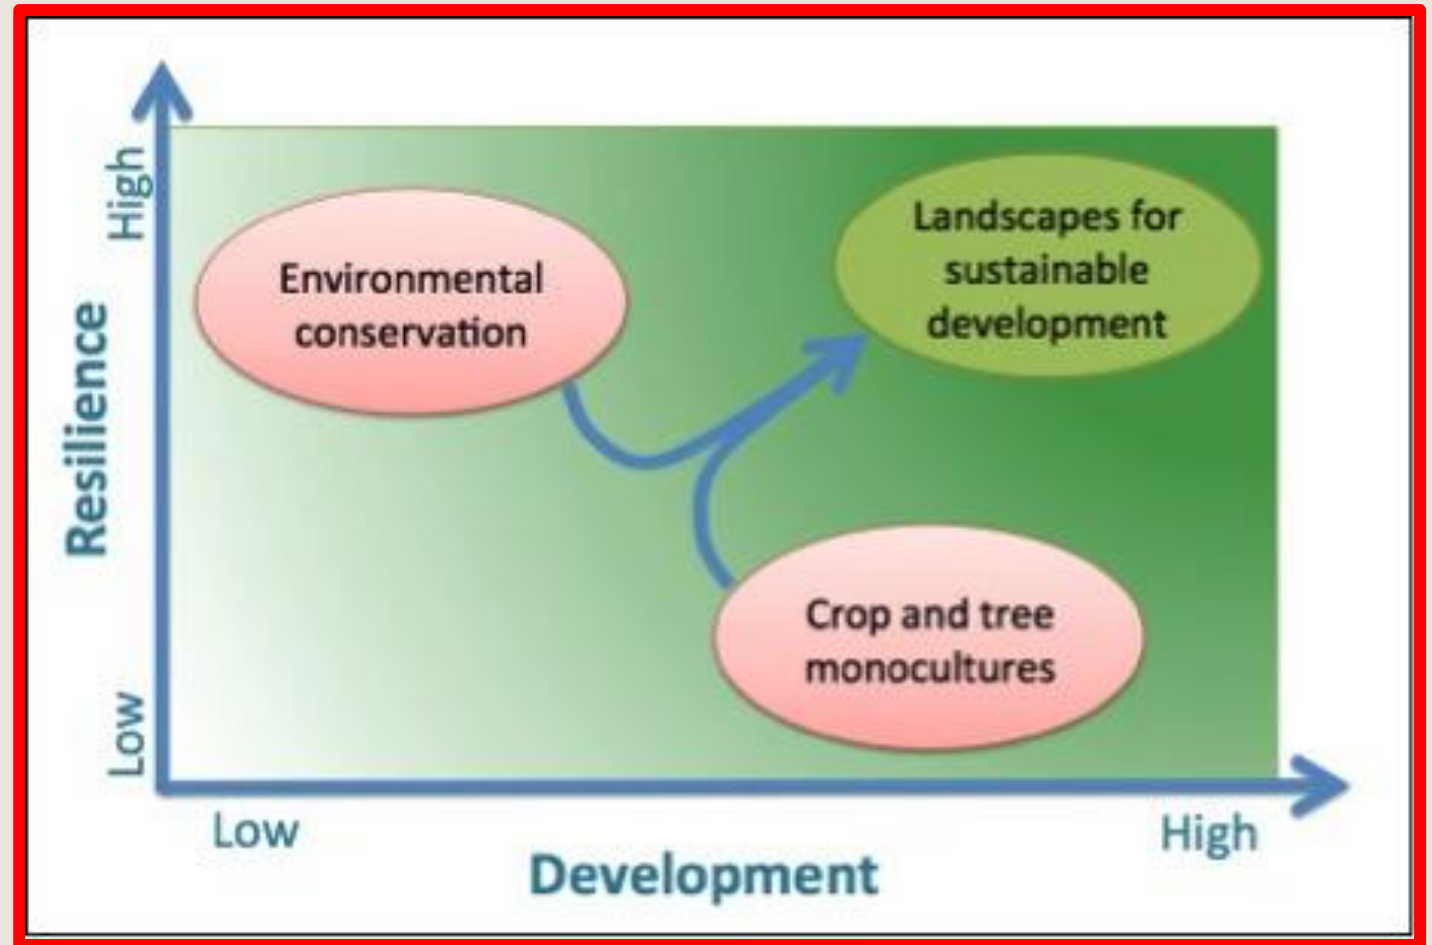 High
Resilience
Low
Environmental
conservation
Landscapes for
sustainable
development
Crop and tree
monocultures
Low
High
Development